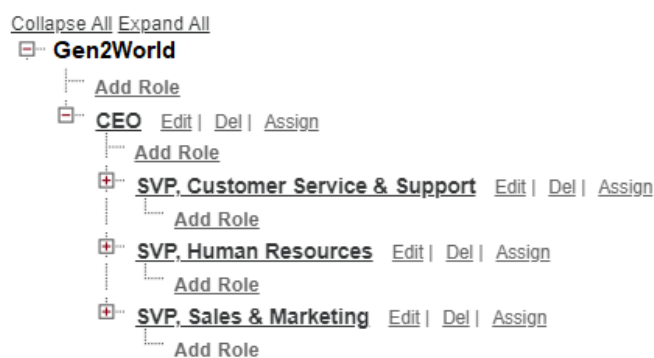 Collapse All Expand All
Gen2World
Add Role
CEO Edit | Del | Assign
Add Role
SVP, Customer Service & Support Edit | Del | Assign
Add Role
SVP, Human Resources Edit | Del | Assign
Add Role
SVP, Sales & Marketing Edit | Del | Assign
Add Role